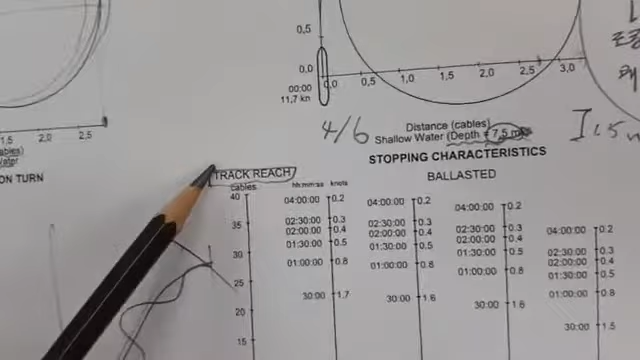 0,5
0,0
00:00
11,7 kn
0,0 0,5 1,0 1,5 2,0 2,5 3,0
1,5 2,0 2,5
ables)
ON TURN
4/6
Distance (cables)
Shallow Water (Depth = 7,5 m)
STOPPING CHARACTERISTICS
BALLASTED
TRACK REACH
cables
hh:mm:ss knots
40
35
30
25
20
15
04:00:00 0.2
02:30:00 0.3
02:00:00 0.4
01:30:00 0.5
01:00:00 0.8
30:00 1.7
04:00:00 0.2
02:30:00 0.3
02:00:00 0.4
01:30:00 0.5
01:00:00 0.8
30:00 1.6
04:00:00 0.2
02:30:00 0.3
02:00:00 0.4
01:30:00 0.5
01:00:00 0.8
30:00 1.6
04:00:00 0.2
02:30:00 0.3
02:00:00 0.4
01:30:00 0.5
01:00:00 0.8
30:00 1.5